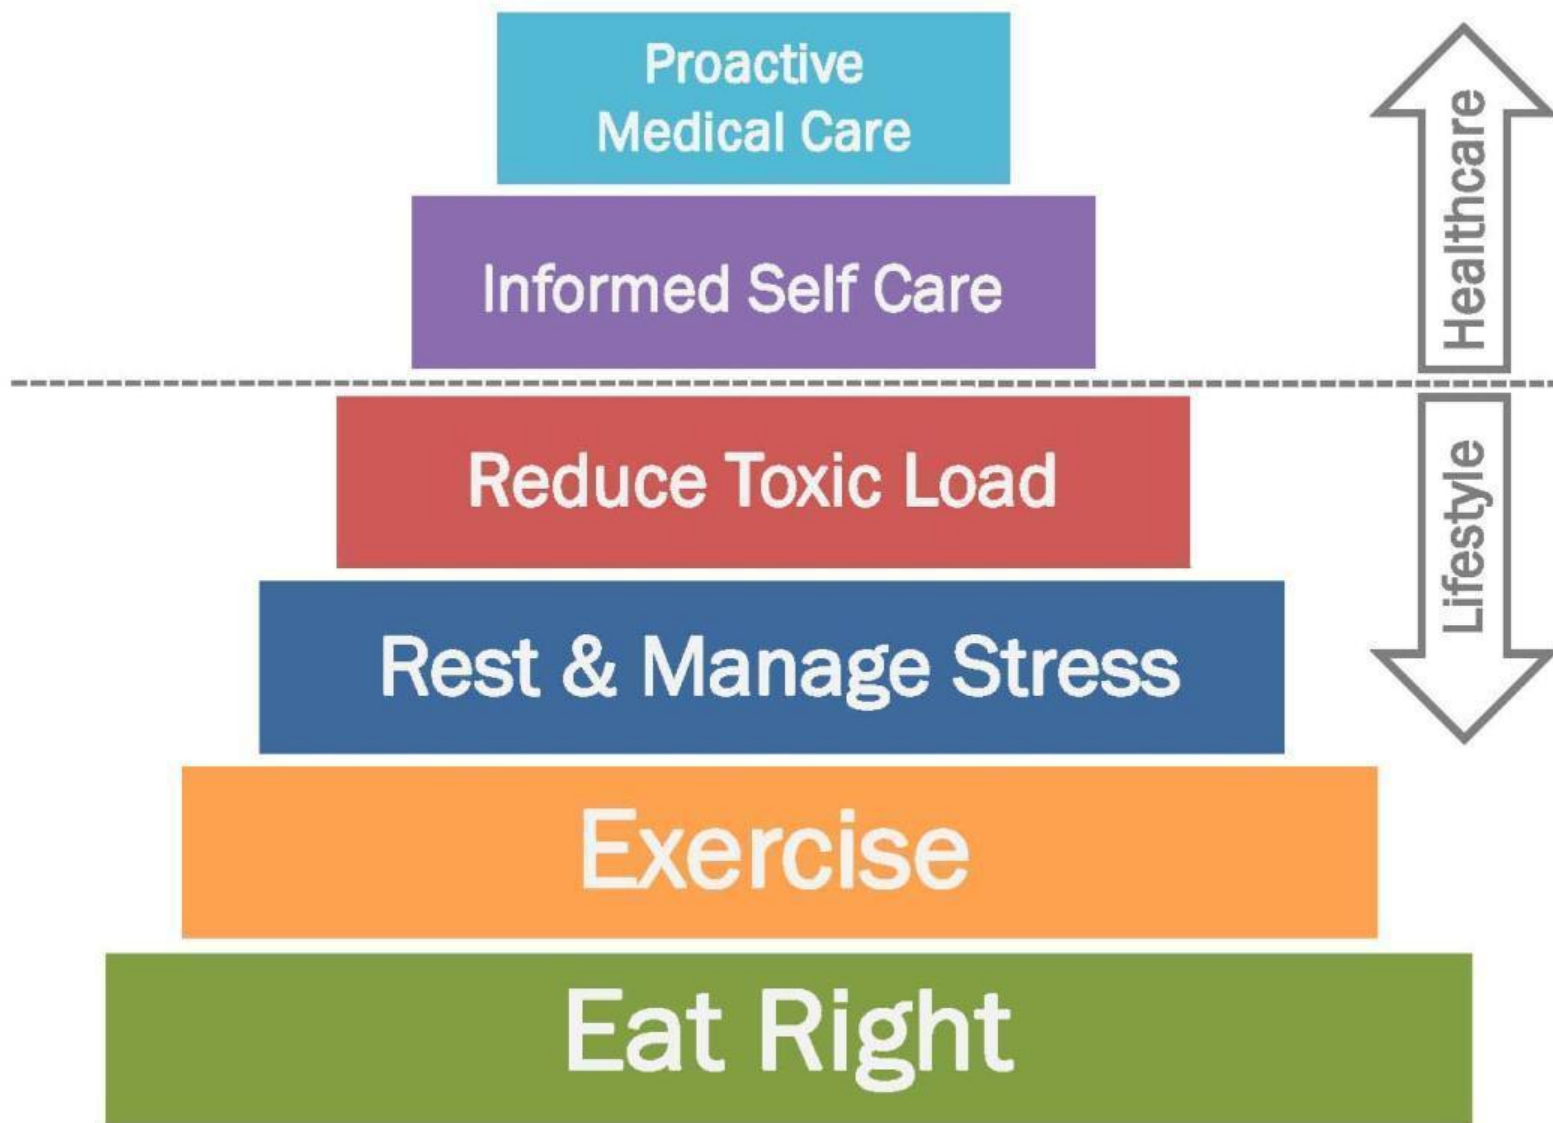 Proactive
Medical Care
Healthcare
Informed Self Care
Reduce Toxic Load
Lifestyle
Rest & Manage Stress
Exercise
Eat Right